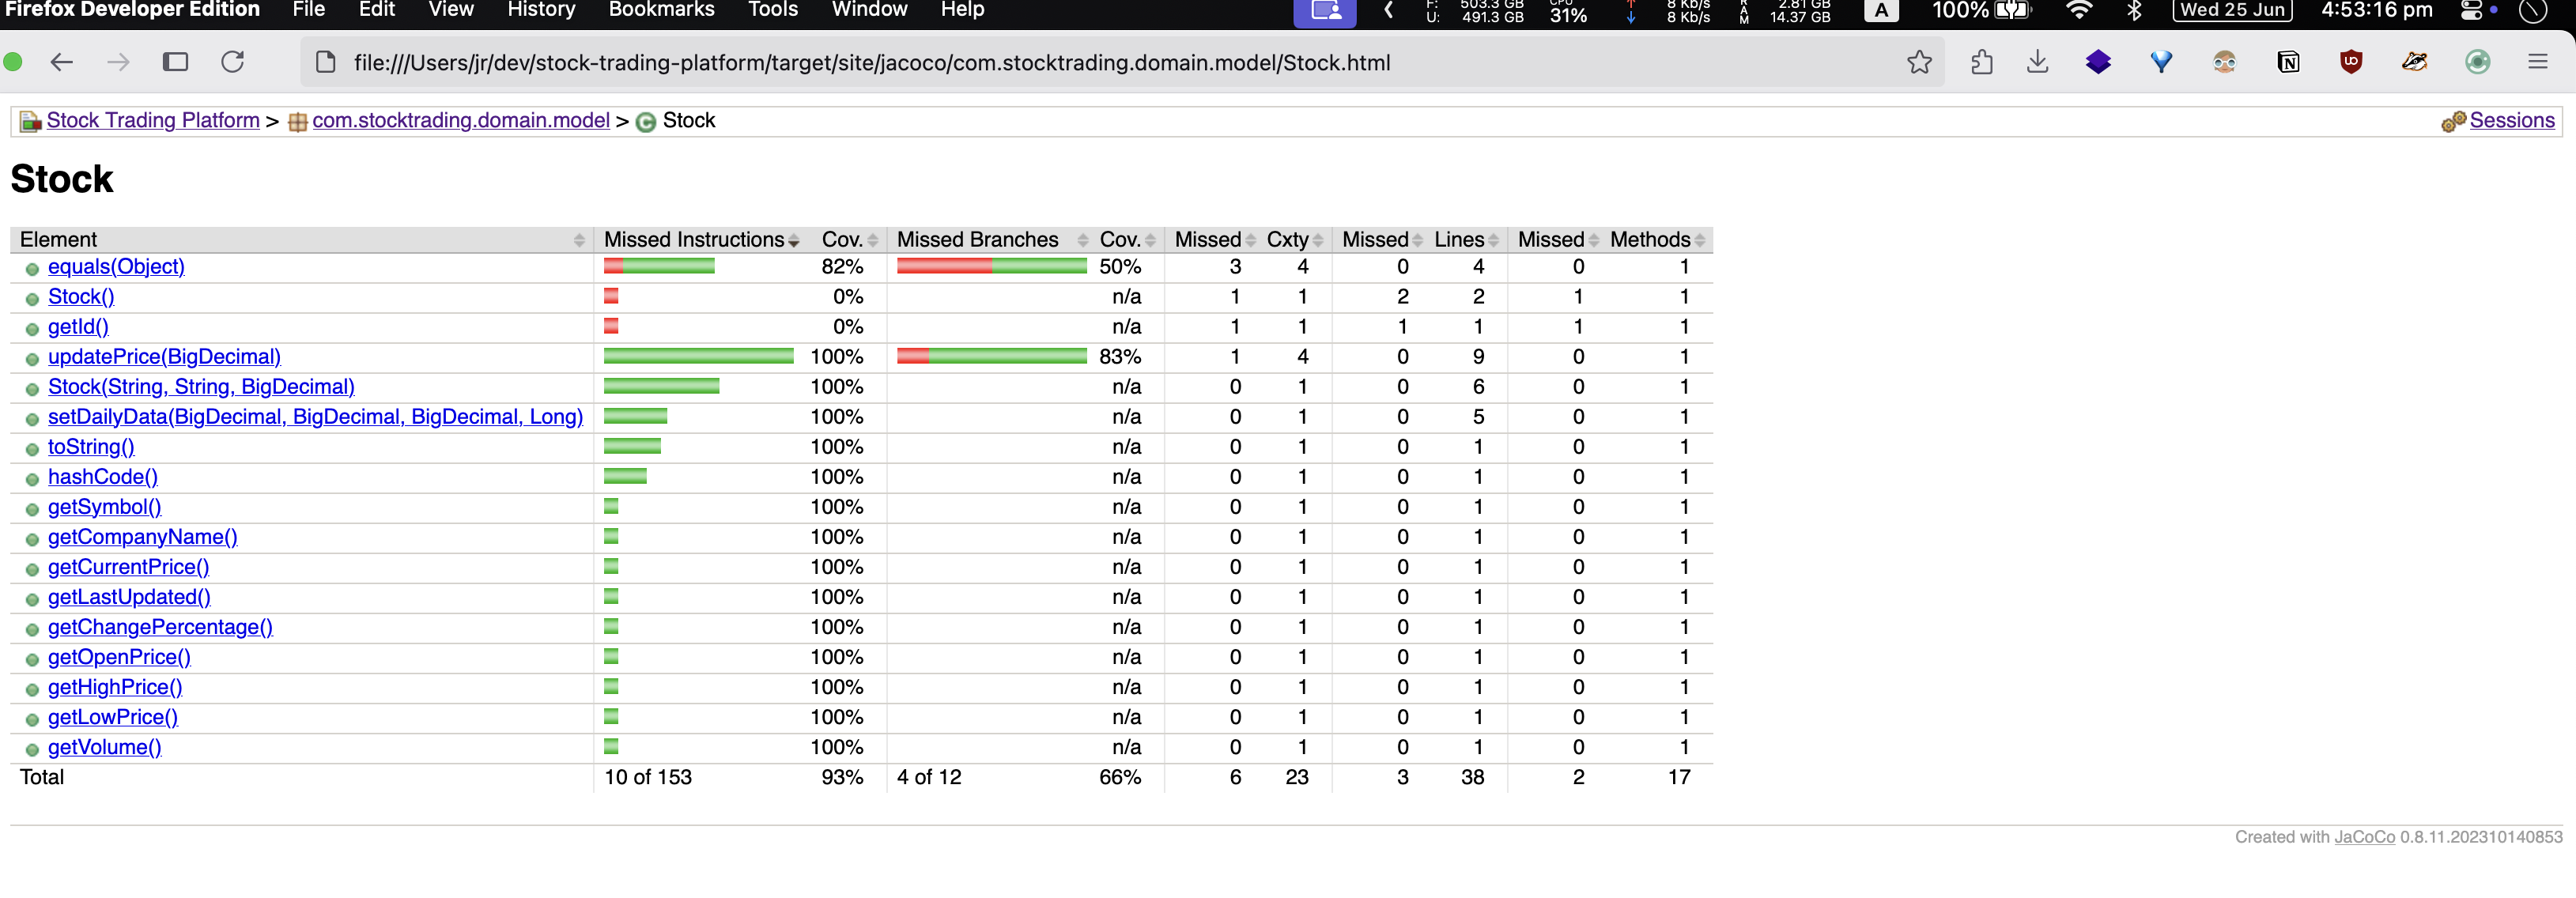 Firefox Developer Edition File Edit View History Bookmarks Tools Window Help F: 503.3 GB U: 491.3 GB CPU 31% 8 Kb/s 8 Kb/s RAM 2.81 GB 14.37 GB A 100% Wed 25 Jun 4:53:16 pm
file:///Users/jr/dev/stock-trading-platform/target/site/jacoco/com.stocktrading.domain.model/Stock.html
Stock Trading Platform > com.stocktrading.domain.model > Stock Sessions
Stock
Element Missed Instructions Cov. Missed Branches Cov. Missed Cxty Missed Lines Missed Methods
equals(Object) 82% 50% 3 4 0 4 0 1
Stock() 0% n/a 1 1 2 2 1 1
getId() 0% n/a 1 1 1 1 1 1
updatePrice(BigDecimal) 100% 83% 1 4 0 9 0 1
Stock(String, String, BigDecimal) 100% n/a 0 1 0 6 0 1
setDailyData(BigDecimal, BigDecimal, BigDecimal, Long) 100% n/a 0 1 0 5 0 1
toString() 100% n/a 0 1 0 1 0 1
hashCode() 100% n/a 0 1 0 1 0 1
getSymbol() 100% n/a 0 1 0 1 0 1
getCompanyName() 100% n/a 0 1 0 1 0 1
getCurrentPrice() 100% n/a 0 1 0 1 0 1
getLastUpdated() 100% n/a 0 1 0 1 0 1
getChangePercentage() 100% n/a 0 1 0 1 0 1
getOpenPrice() 100% n/a 0 1 0 1 0 1
getHighPrice() 100% n/a 0 1 0 1 0 1
getLowPrice() 100% n/a 0 1 0 1 0 1
getVolume() 100% n/a 0 1 0 1 0 1
Total 10 of 153 93% 4 of 12 66% 6 23 3 38 2 17
Created with JaCoCo 0.8.11.202310140853